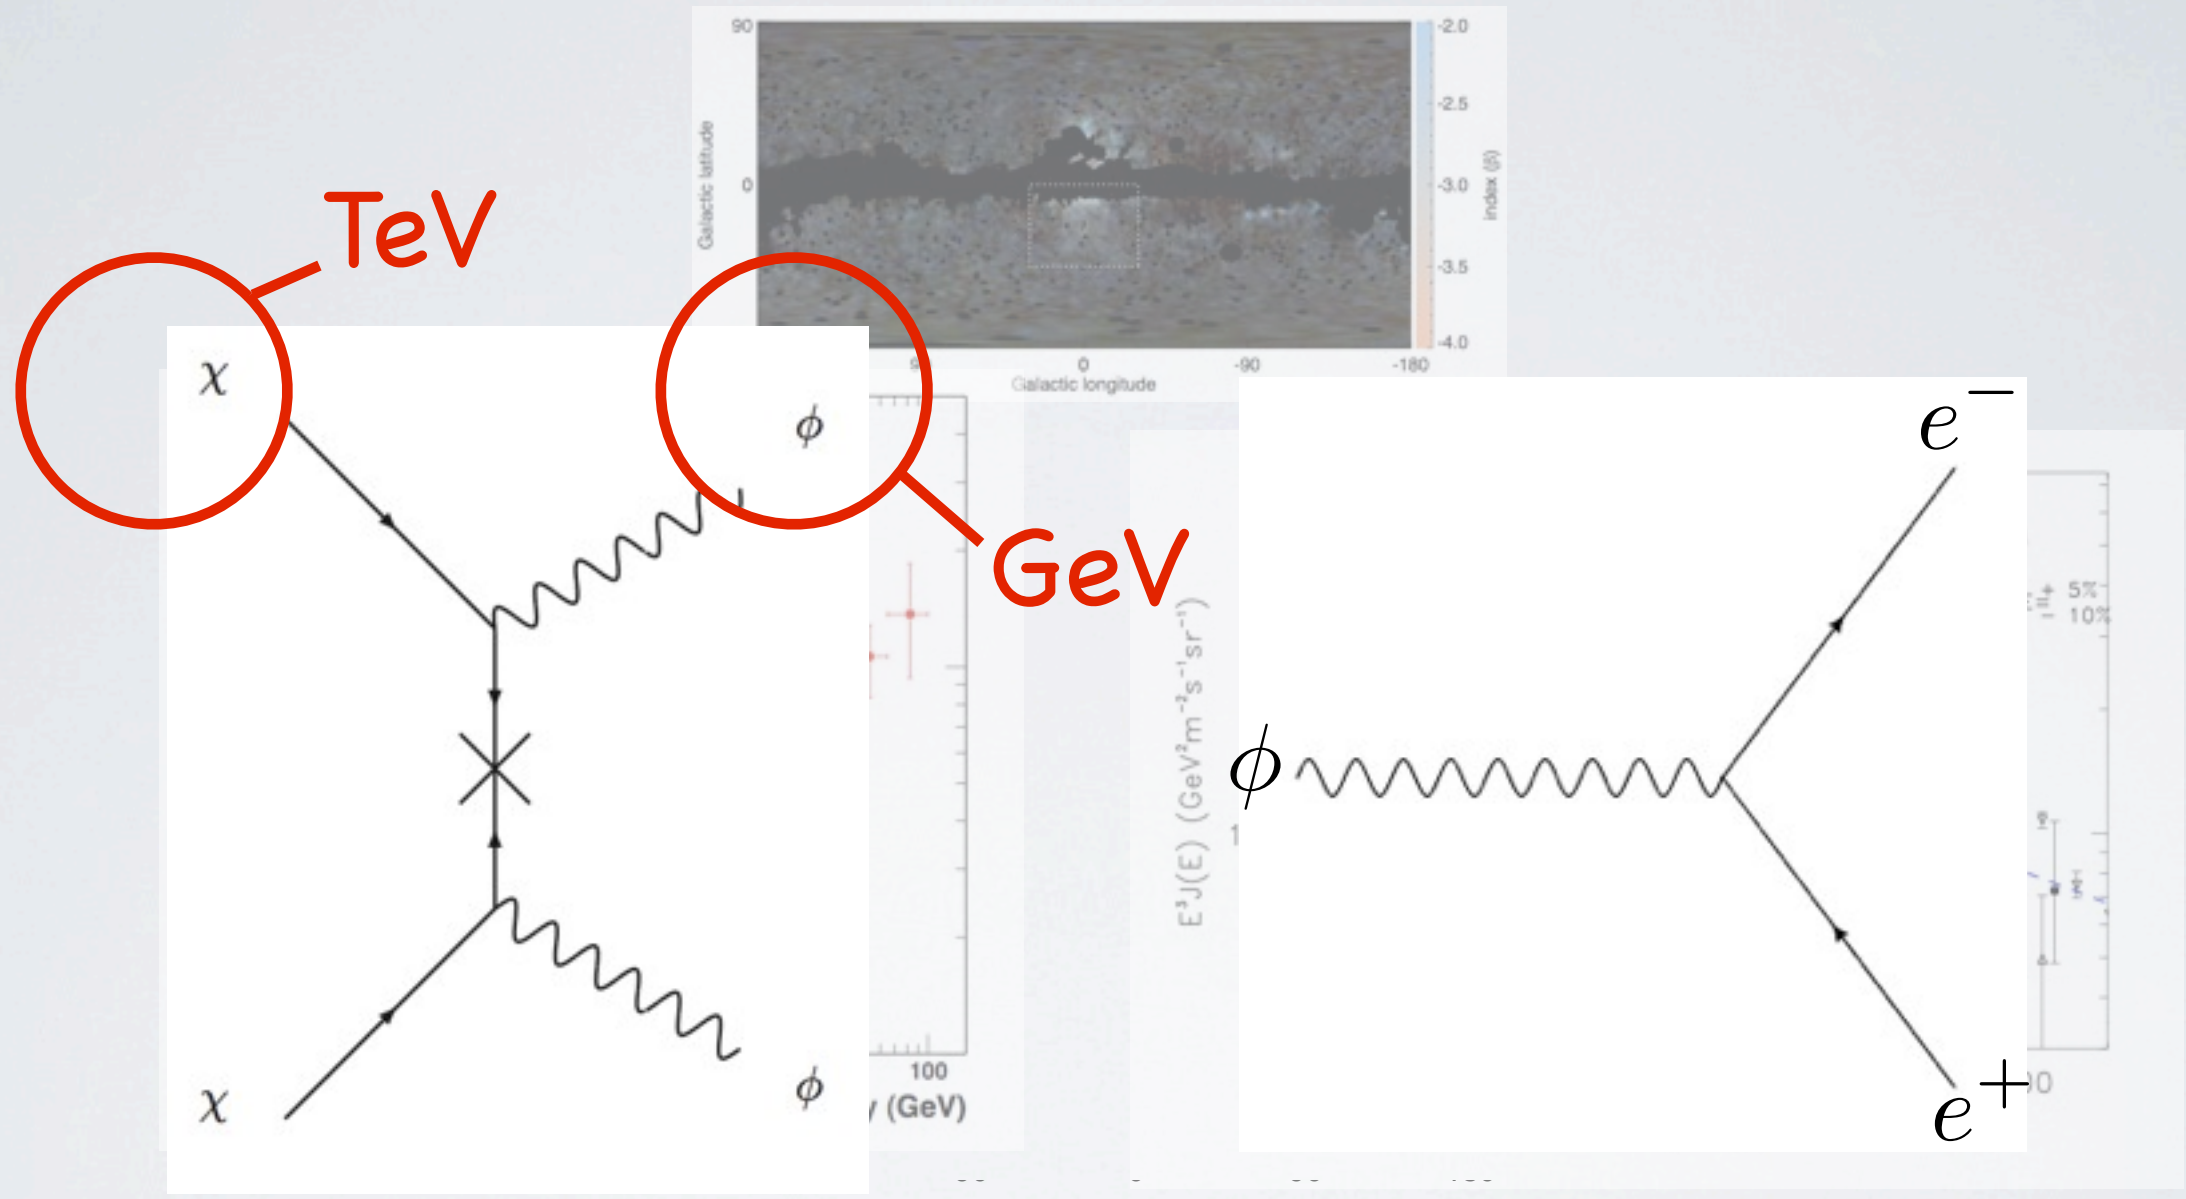 90
-2.0
-2.5
Galactic latitude
0
-3.0
index (β)
-3.5
-4.0
0
-90
-180
Galactic longitude
TeV
GeV
χ
ϕ
χ
ϕ
100
(GeV)
E³J(E) (GeV²m⁻²s⁻¹sr⁻¹)
5%
10%
ϕ
e⁻
e⁺